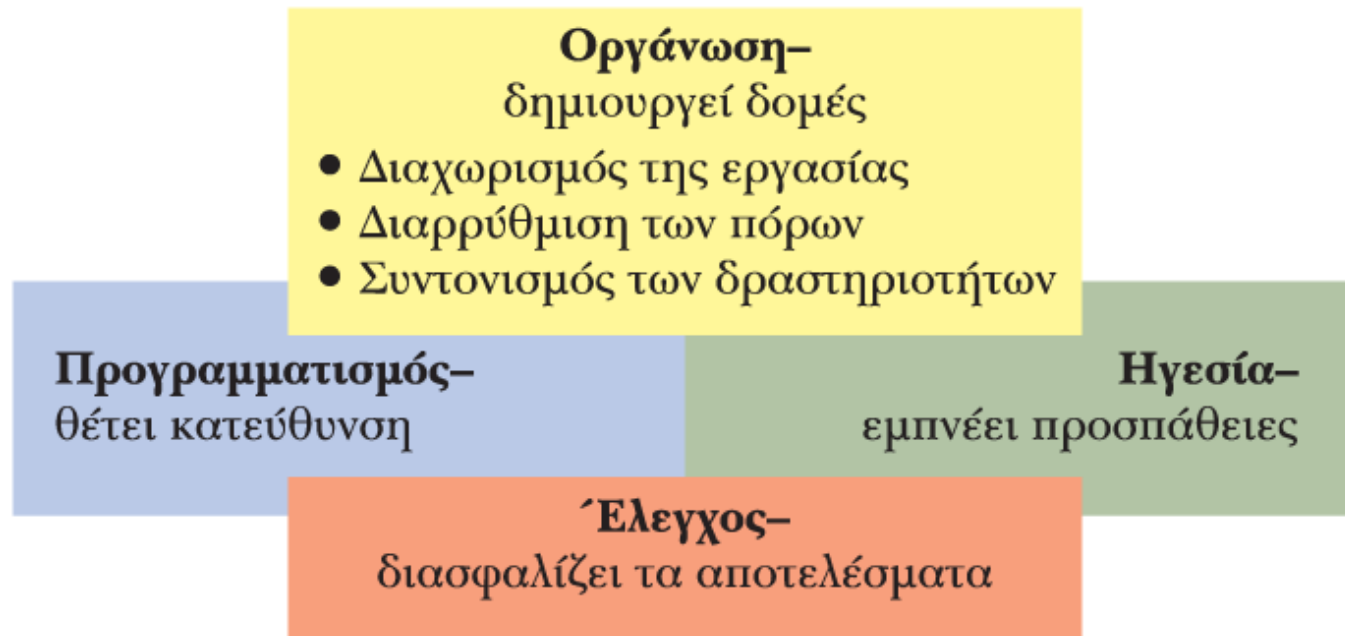 Οργάνωση–
δημιουργεί δομές
• Διαχωρισμός της εργασίας
• Διαρρύθμιση των πόρων
• Συντονισμός των δραστηριοτήτων
Προγραμματισμός–
θέτει κατεύθυνση
Ηγεσία–
εμπνέει προσπάθειες
Έλεγχος–
διασφαλίζει τα αποτελέσματα